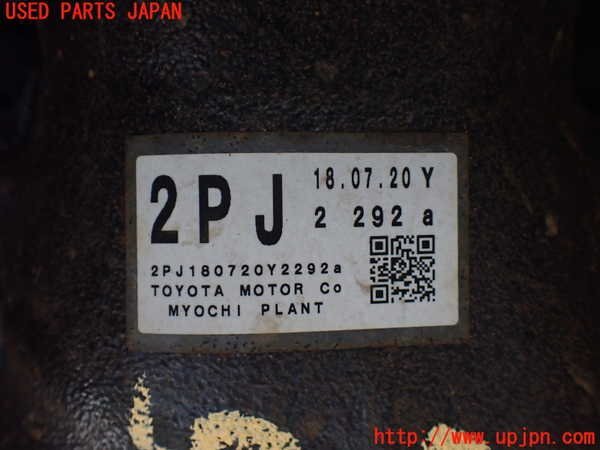 USED PARTS JAPAN
2PJ
18.07.20 Y
2 292 a
2PJ180720Y2292a
TOYOTA MOTOR Co
MYOCHI PLANT
http://www.upjpn.com/